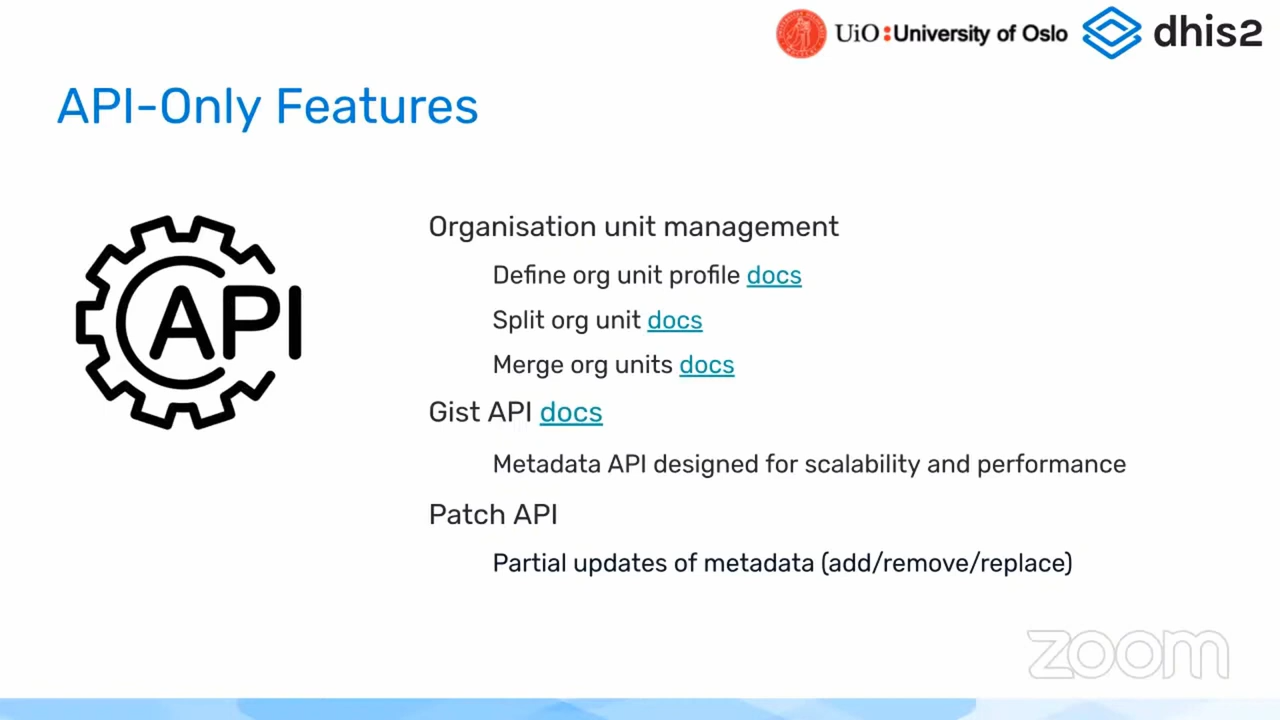 UiO:University of Oslo
dhis2
API-Only Features
API
Organisation unit management
Define org unit profile docs
Split org unit docs
Merge org units docs
Gist API docs
Metadata API designed for scalability and performance
Patch API
Partial updates of metadata (add/remove/replace)
zoom